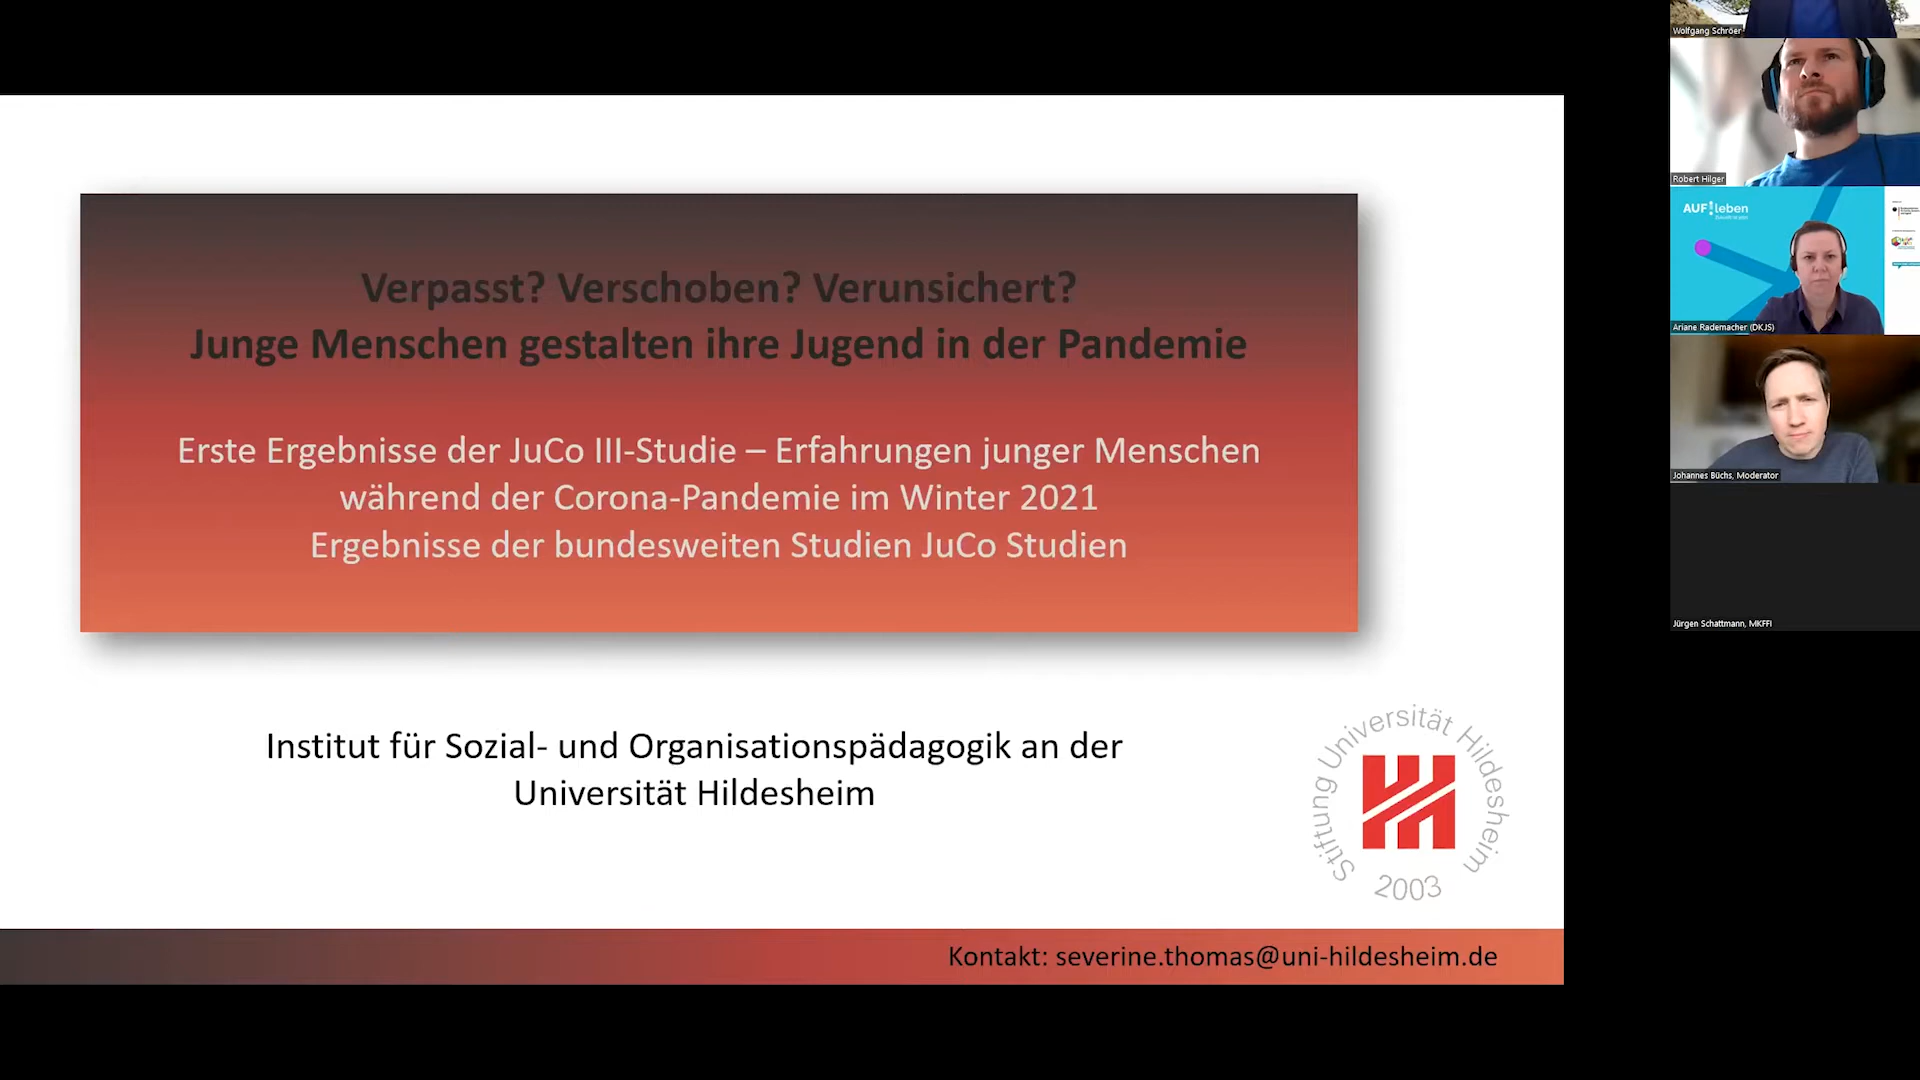 Verpasst? Verschoben? Verunsichert?
Junge Menschen gestalten ihre Jugend in der Pandemie
Erste Ergebnisse der JuCo III-Studie – Erfahrungen junger Menschen
während der Corona-Pandemie im Winter 2021
Ergebnisse der bundesweiten Studien JuCo Studien
Institut für Sozial- und Organisationspädagogik an der
Universität Hildesheim
Stiftung Universität Hildesheim
2003
Kontakt: severine.thomas@uni-hildesheim.de
Wolfgang Schröer
Robert Hilger
AUF!leben
Ariane Rademacher (DKJS)
Johannes Büchs, Moderator
Jürgen Schattmann, MKFFI